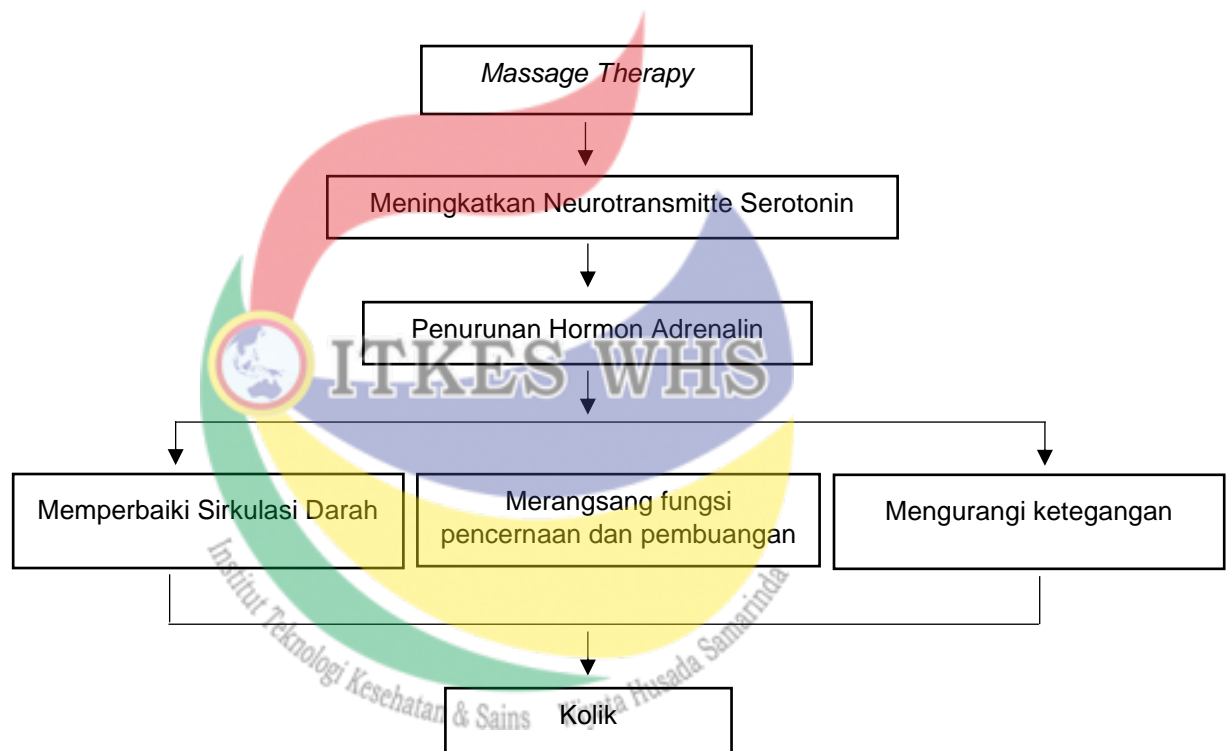 Massage Therapy
Meningkatkan Neurotransmitte Serotonin
Penurunan Hormon Adrenalin
ITKES WHS
Memperbaiki Sirkulasi Darah
Merangsang fungsi
pencernaan dan pembuangan
Mengurangi ketegangan
Institut Teknologi Kesehatan & Sains Wiyata Husada Samarinda
Kolik